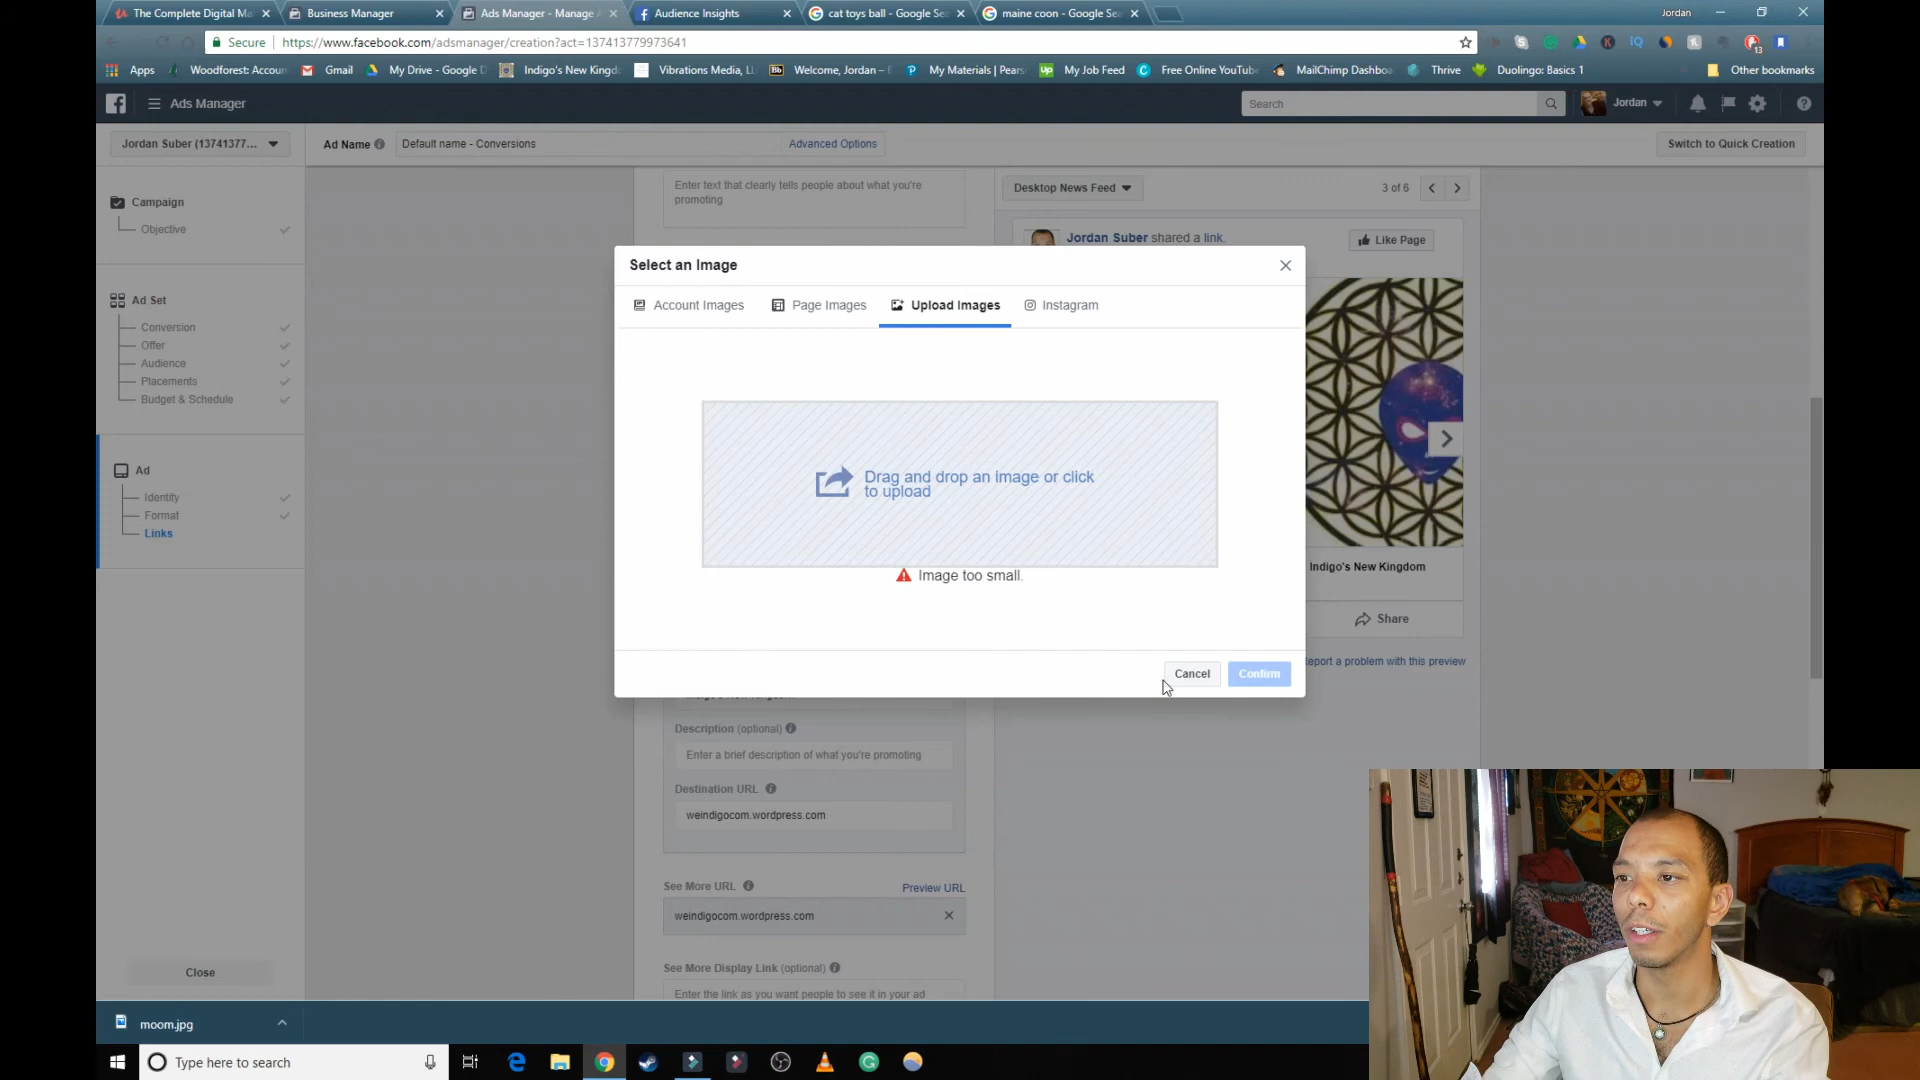 The Complete Digital Ma
Business Manager
Ads Manager - Manage A
Audience Insights
cat toys ball - Google Se
maine coon - Google Sea
Jordan
Secure
https://www.facebook.com/adsmanager/creation?act=137413779973641
13
Apps
Woodforest: Accoun
Gmail
My Drive - Google D
Indigo's New Kingdo
Vibrations Media, LL
Bb
Welcome, Jordan –
My Materials | Pears
My Job Feed
Free Online YouTube
MailChimp Dashboa
Thrive
Duolingo: Basics 1
Other bookmarks
Ads Manager
Search
Jordan
Jordan Suber (13741377...
Ad Name
Default name - Conversions
Advanced Options
Switch to Quick Creation
Campaign
Objective
Ad Set
Conversion
Offer
Audience
Placements
Budget & Schedule
Ad
Identity
Format
Links
Close
Enter text that clearly tells people about what you're
promoting
Desktop News Feed
3 of 6
Jordan Suber shared a link.
Like Page
Select an Image
Account Images
Page Images
Upload Images
Instagram
Drag and drop an image or click
to upload
Image too small.
Cancel
Confirm
Indigo's New Kingdom
Share
eport a problem with this preview
Description (optional)
Enter a brief description of what you're promoting
Destination URL
weindigocom.wordpress.com
See More URL
Preview URL
weindigocom.wordpress.com
See More Display Link (optional)
Enter the link as you want people to see it in your ad
moom.jpg
Type here to search